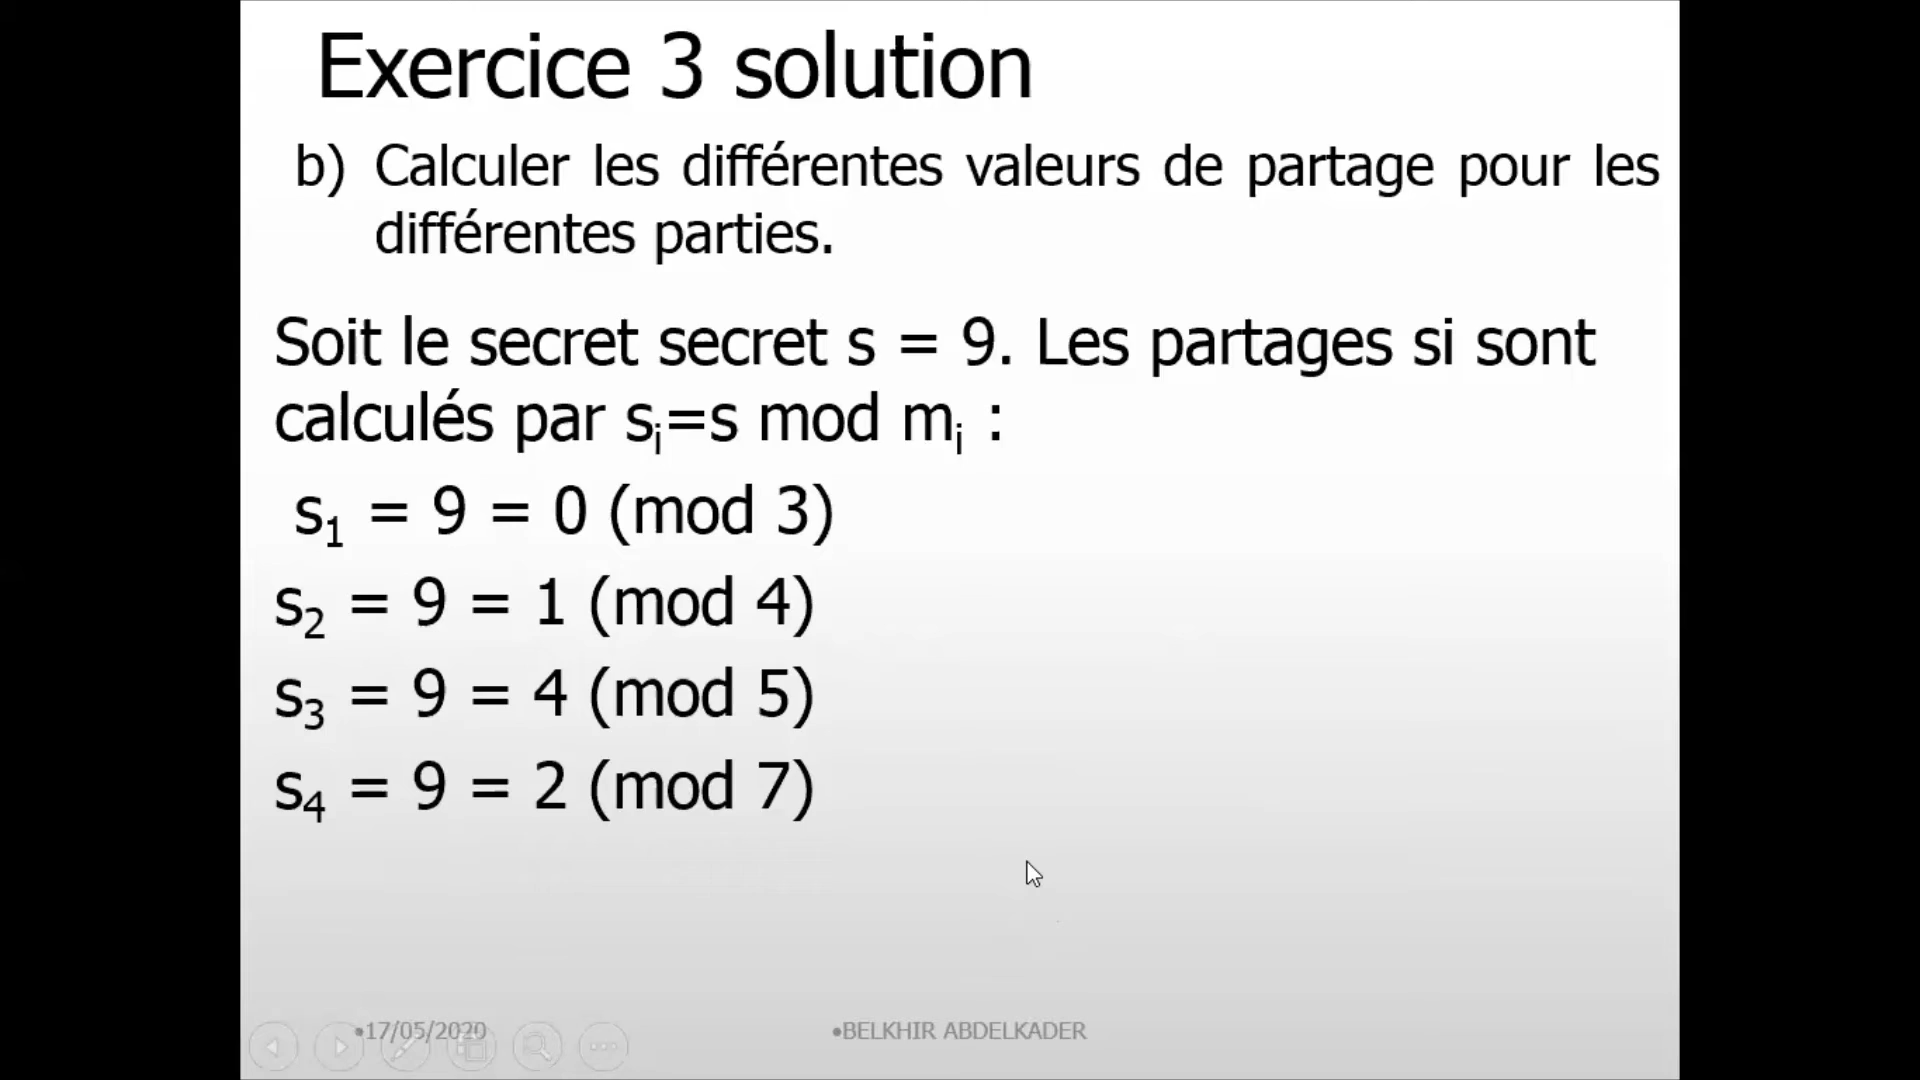 Exercice 3 solution
b) Calculer les différentes valeurs de partage pour les
différentes parties.
Soit le secret secret s = 9. Les partages si sont
calculés par sᵢ=s mod mᵢ :
s₁ = 9 = 0 (mod 3)
s₂ = 9 = 1 (mod 4)
s₃ = 9 = 4 (mod 5)
s₄ = 9 = 2 (mod 7)
•17/05/2020
•BELKHIR ABDELKADER